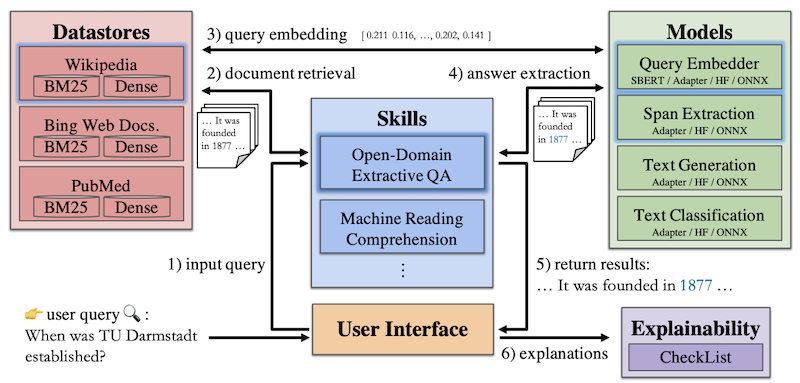 Datastores
Wikipedia
BM25
Dense
Bing Web Docs.
BM25
Dense
PubMed
BM25
Dense
3) query embedding
[ 0.211 0.116, …, 0.202, 0.141 ]
2) document retrieval
… It was
founded
in 1877 …
4) answer extraction
… It was
founded
in 1877 …
Skills
Open-Domain
Extractive QA
Machine Reading
Comprehension
⋮
Models
Query Embedder
SBERT / Adapter / HF / ONNX
Span Extraction
Adapter / HF / ONNX
Text Generation
Adapter / HF / ONNX
Text Classification
Adapter / HF / ONNX
1) input query
5) return results:
… It was founded in 1877 …
👉 user query 🔍 :
When was TU Darmstadt
established?
User Interface
6) explanations
Explainability
CheckList